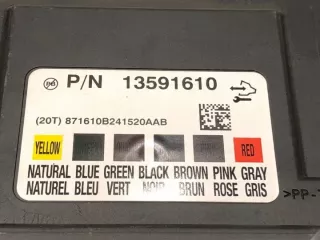 P/N 13591610
(20T) 871610B241520AAB
YELLOW RED
NATURAL BLUE GREEN BLACK BROWN PINK GRAY
NATUREL BLEU VERT NOIR BRUN ROSE GRIS
>PP-